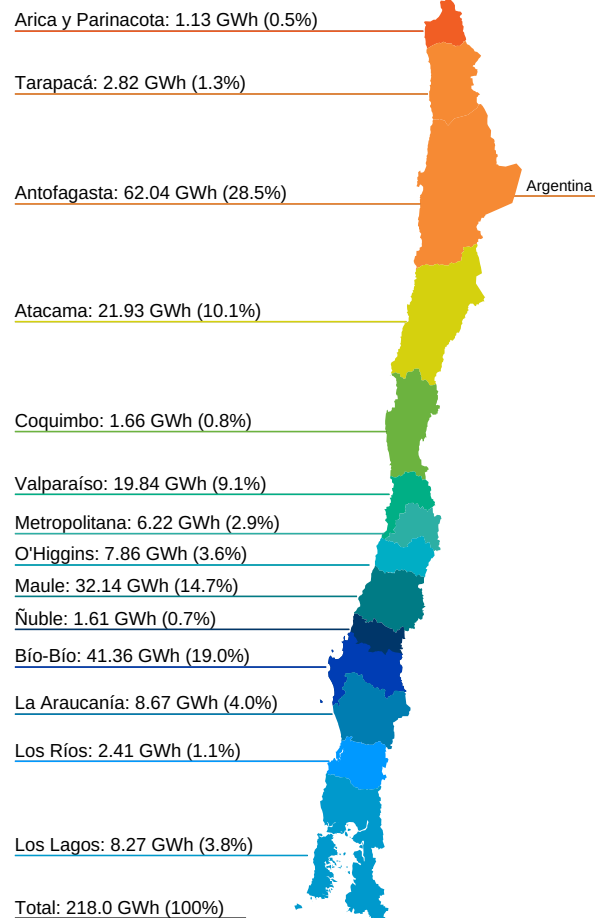 Arica y Parinacota: 1.13 GWh (0.5%)
Tarapacá: 2.82 GWh (1.3%)
Antofagasta: 62.04 GWh (28.5%)
Argentina
Atacama: 21.93 GWh (10.1%)
Coquimbo: 1.66 GWh (0.8%)
Valparaíso: 19.84 GWh (9.1%)
Metropolitana: 6.22 GWh (2.9%)
O'Higgins: 7.86 GWh (3.6%)
Maule: 32.14 GWh (14.7%)
Ñuble: 1.61 GWh (0.7%)
Bío-Bío: 41.36 GWh (19.0%)
La Araucanía: 8.67 GWh (4.0%)
Los Ríos: 2.41 GWh (1.1%)
Los Lagos: 8.27 GWh (3.8%)
Total: 218.0 GWh (100%)